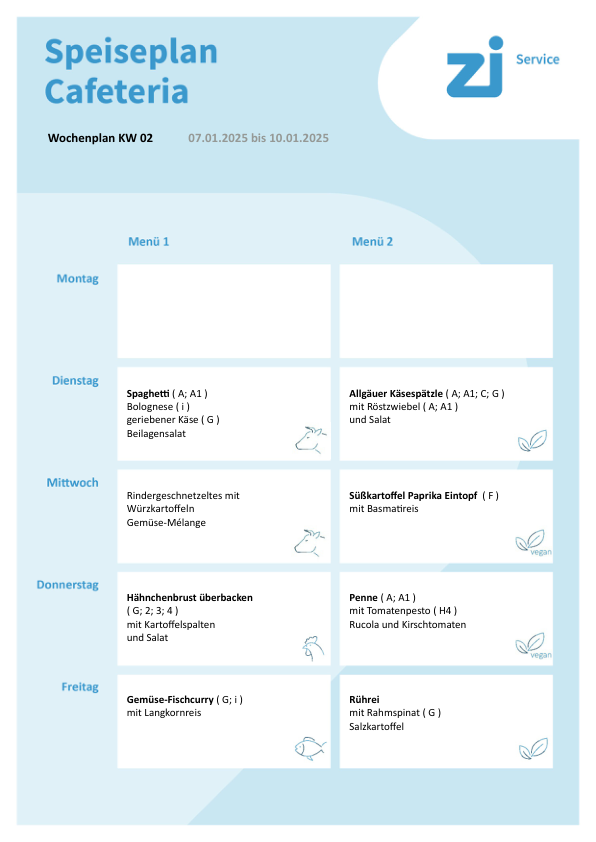 Speiseplan
Cafeteria
zi Service
Wochenplan KW 02 07.01.2025 bis 10.01.2025
Menü 1 Menü 2
Montag
Dienstag
Spaghetti ( A; A1 )
Bolognese ( i )
geriebener Käse ( G )
Beilagensalat
Allgäuer Käsespätzle ( A; A1; C; G )
mit Röstzwiebel ( A; A1 )
und Salat
Mittwoch
Rindergeschnetzeltes mit
Würzkartoffeln
Gemüse-Mélange
Süßkartoffel Paprika Eintopf ( F )
mit Basmatireis
vegan
Donnerstag
Hähnchenbrust überbacken
( G; 2; 3; 4 )
mit Kartoffelspalten
und Salat
Penne ( A; A1 )
mit Tomatenpesto ( H4 )
Rucola und Kirschtomaten
vegan
Freitag
Gemüse-Fischcurry ( G; i )
mit Langkornreis
Rührei
mit Rahmspinat ( G )
Salzkartoffel